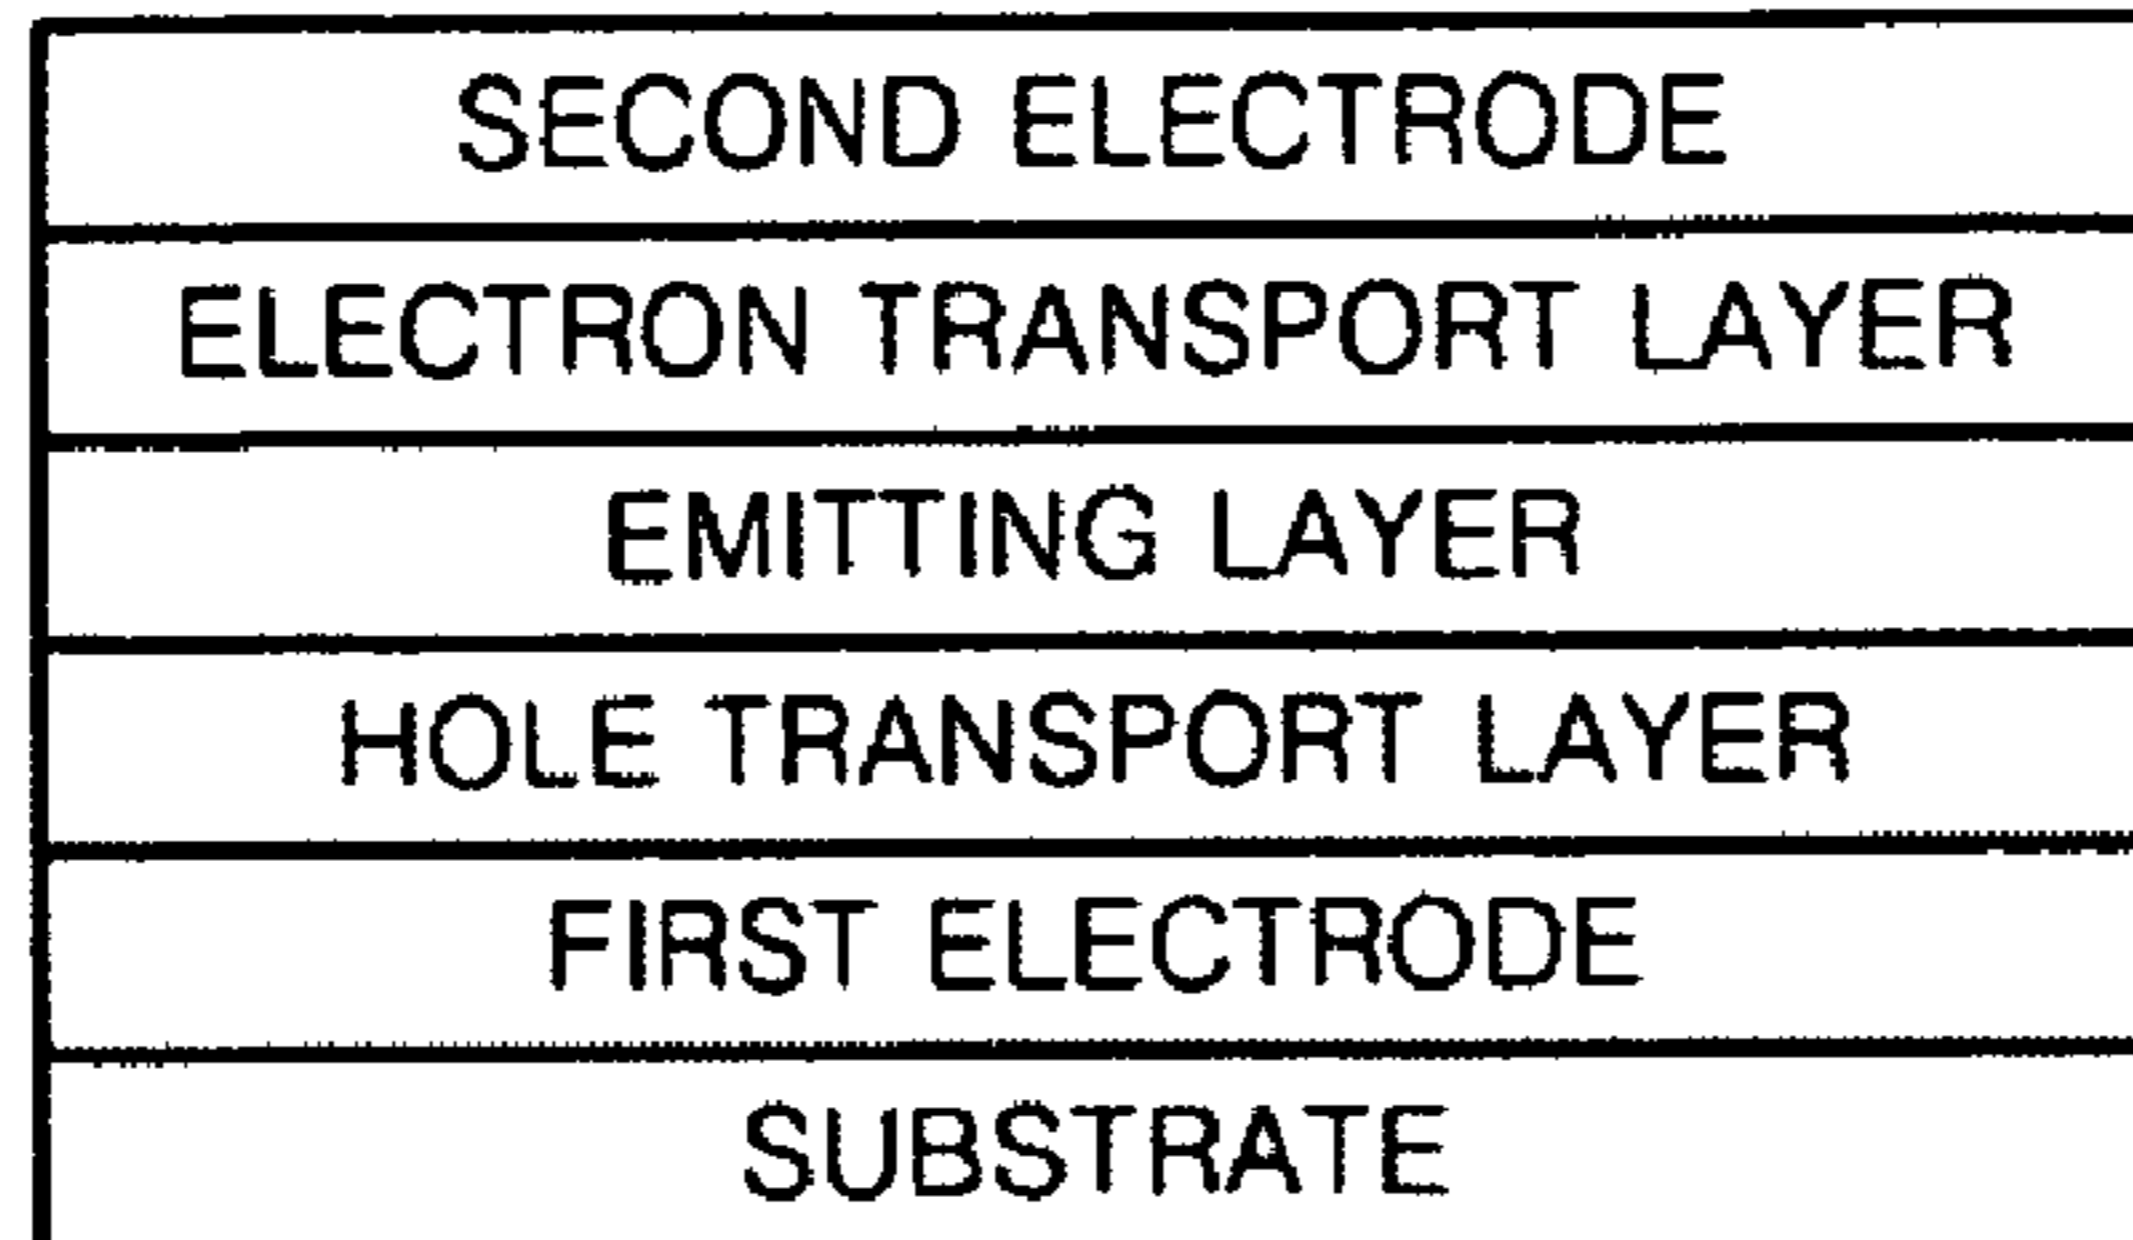 SECOND ELECTRODE
ELECTRON TRANSPORT LAYER
EMITTING LAYER
HOLE TRANSPORT LAYER
FIRST ELECTRODE
SUBSTRATE